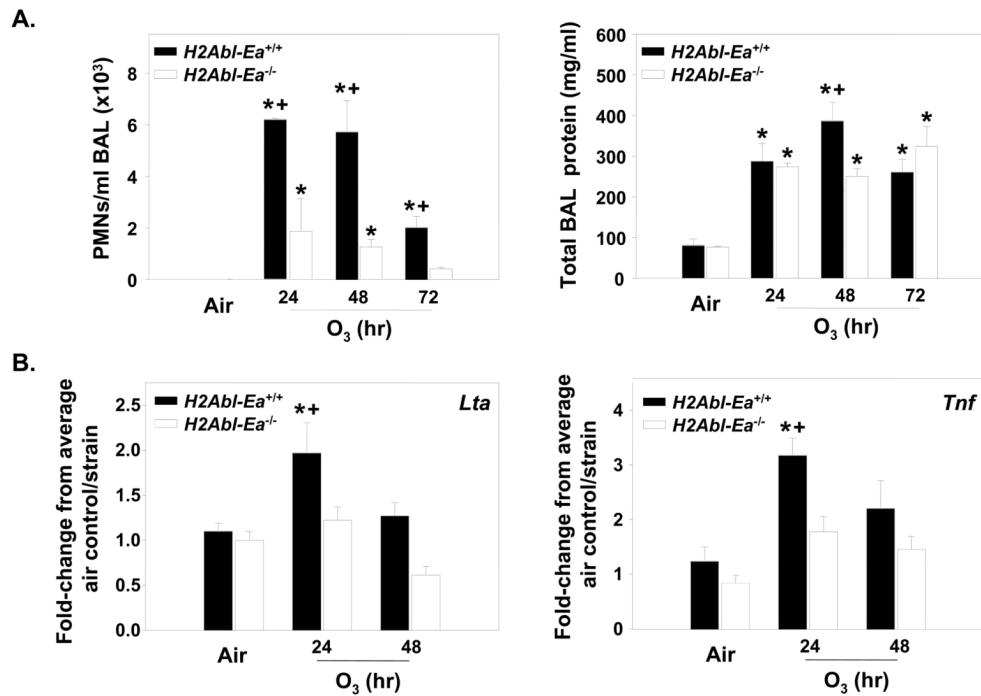 A.
PMNs/ml BAL (x10³)
8
6
4
2
0
H2Abl-Ea⁺/⁺
H2Abl-Ea⁻/⁻
*+
*
*+
*
*+
Air
24
48
72
O₃ (hr)
Total BAL protein (mg/ml)
600
500
400
300
200
100
0
H2Abl-Ea⁺/⁺
H2Abl-Ea⁻/⁻
*
*
*+
*
*
*
Air
24
48
72
O₃ (hr)
B.
Fold-change from average
air control/strain
2.5
2.0
1.5
1.0
0.5
0.0
H2Abl-Ea⁺/⁺
H2Abl-Ea⁻/⁻
Lta
*+
Air
24
48
O₃ (hr)
Fold-change from average
air control/strain
4
3
2
1
0
H2Abl-Ea⁺/⁺
H2Abl-Ea⁻/⁻
Tnf
*+
Air
24
48
O₃ (hr)